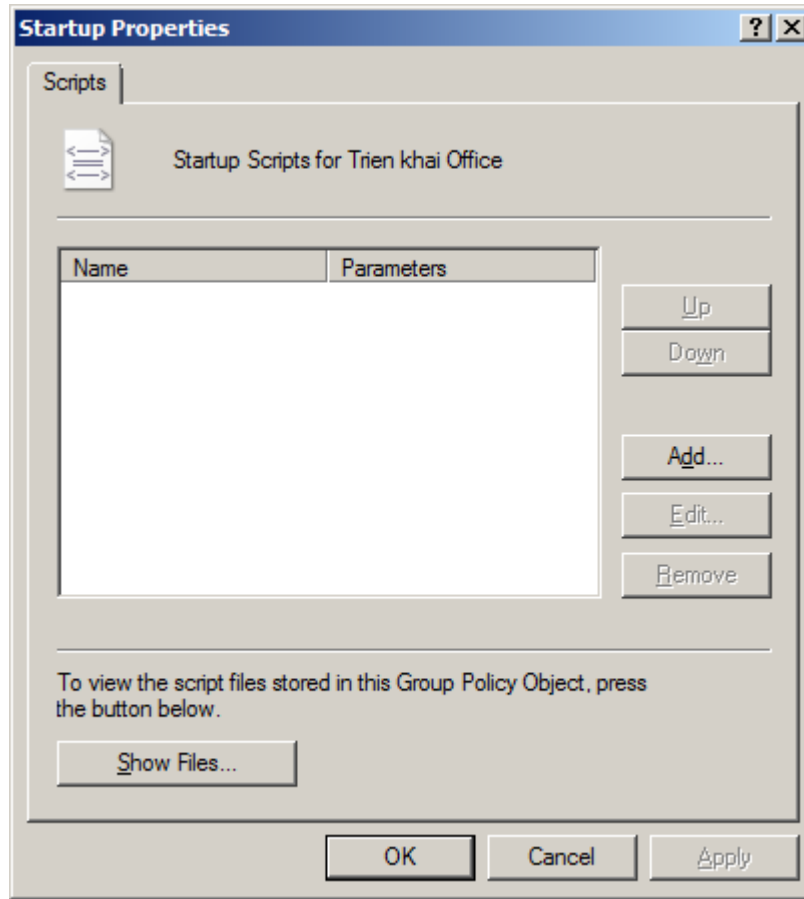 Startup Properties
Scripts
Startup Scripts for Trien khai Office
Name Parameters
Up
Down
Add...
Edit...
Remove
To view the script files stored in this Group Policy Object, press
the button below.
Show Files...
OK Cancel Apply